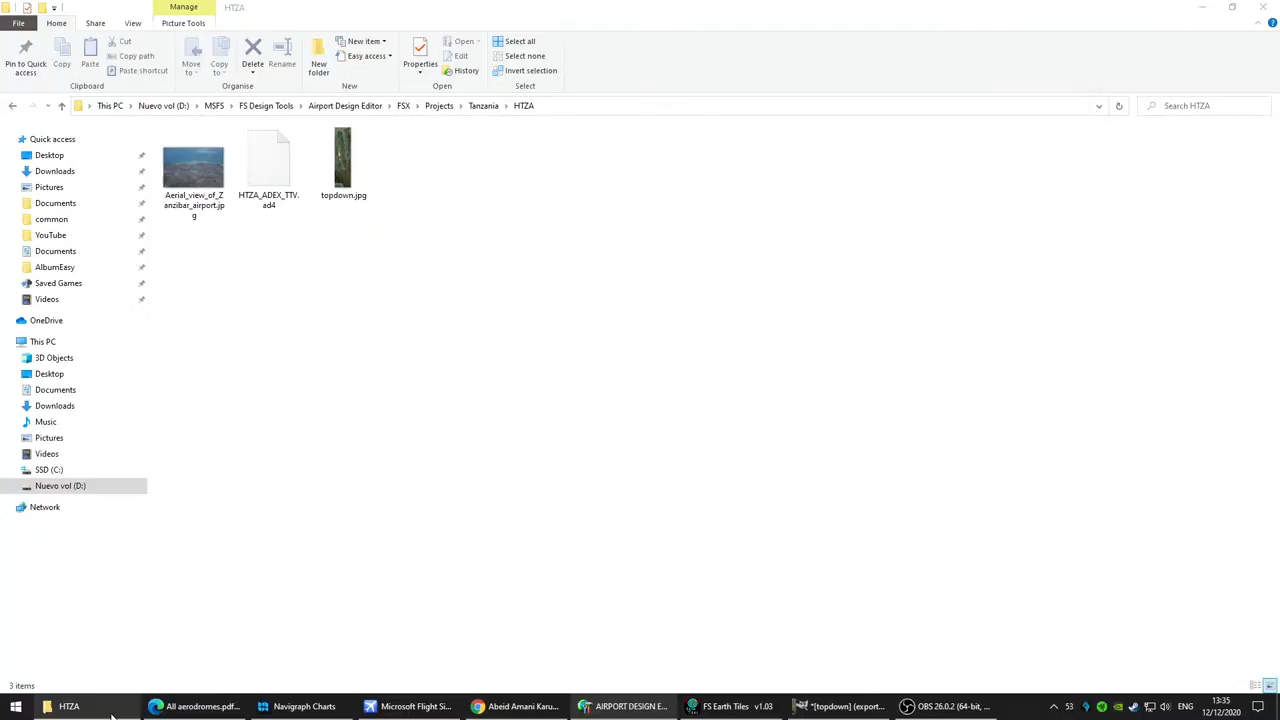 Manage
HTZA
File
Home
Share
View
Picture Tools
Pin to Quick access
Copy
Paste
Cut
Copy path
Paste shortcut
Move to
Copy to
Delete
Rename
New folder
New item
Easy access
Properties
Open
Edit
History
Select all
Select none
Invert selection
Clipboard
Organise
New
Open
Select
This PC > Nuevo vol (D:) > MSFS > FS Design Tools > Airport Design Editor > FSX > Projects > Tanzania > HTZA
Search HTZA
Quick access
Desktop
Downloads
Pictures
Documents
common
YouTube
Documents
AlbumEasy
Saved Games
Videos
OneDrive
This PC
3D Objects
Desktop
Documents
Downloads
Music
Pictures
Videos
SSD (C:)
Nuevo vol (D:)
Network
Aerial_view_of_Z
anzibar_airport.jp
g
HTZA_ADEX_TTV.
ad4
topdown.jpg
3 items
HTZA
All aerodromes.pdf...
Navigraph Charts
Microsoft Flight Si...
Abeid Amani Karu...
AIRPORT DESIGN E...
FS Earth Tiles v1.03
*[topdown] (export...
OBS 26.0.2 (64-bit, ...
53
13:35
12/12/2020